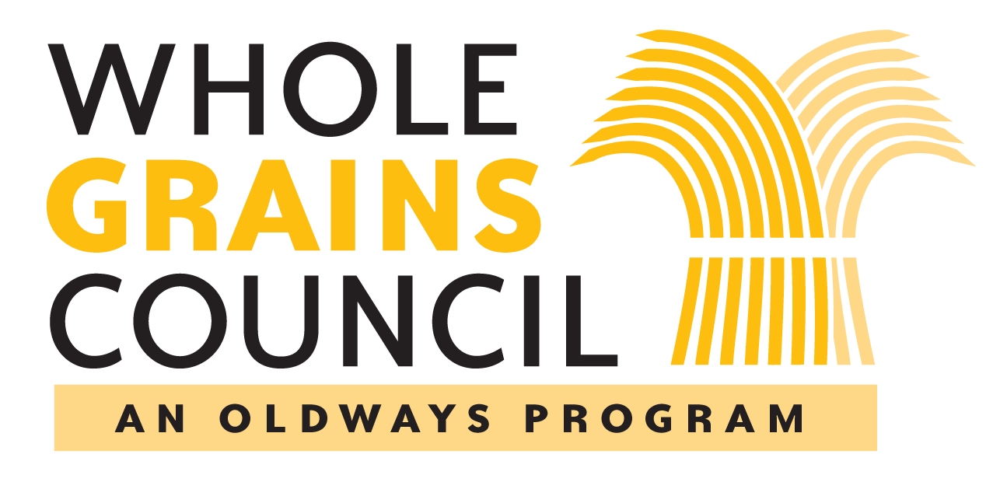 WHOLE
GRAINS
COUNCIL
AN OLDWAYS PROGRAM